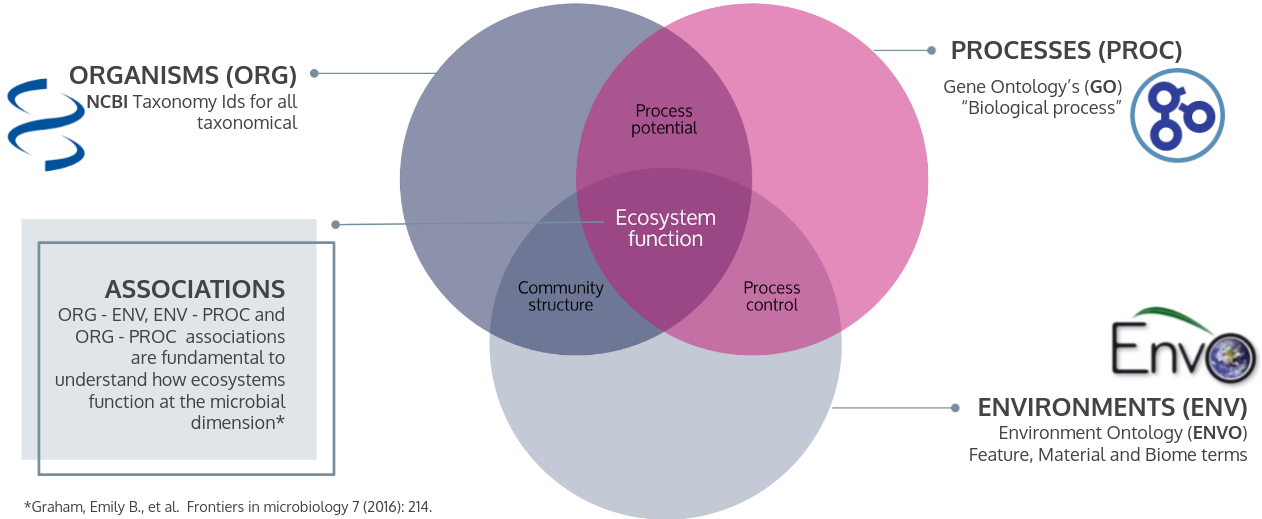 ORGANISMS (ORG)
NCBI Taxonomy Ids for all
taxonomical
PROCESSES (PROC)
Gene Ontology’s (GO)
“Biological process”
go
Process
potential
Ecosystem
function
Community
structure
Process
control
ASSOCIATIONS
ORG - ENV, ENV - PROC and
ORG - PROC associations
are fundamental to
understand how ecosystems
function at the microbial
dimension*
EnvO
ENVIRONMENTS (ENV)
Environment Ontology (ENVO)
Feature, Material and Biome terms
*Graham, Emily B., et al. Frontiers in microbiology 7 (2016): 214.